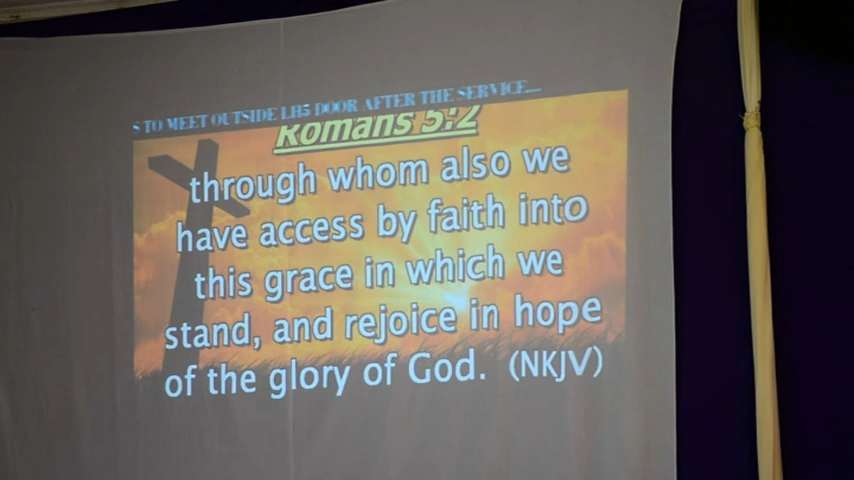 S TO MEET OUTSIDE LH5 DOOR AFTER THE SERVICE....
Romans 5:2
through whom also we
have access by faith into
this grace in which we
stand, and rejoice in hope
of the glory of God. (NKJV)